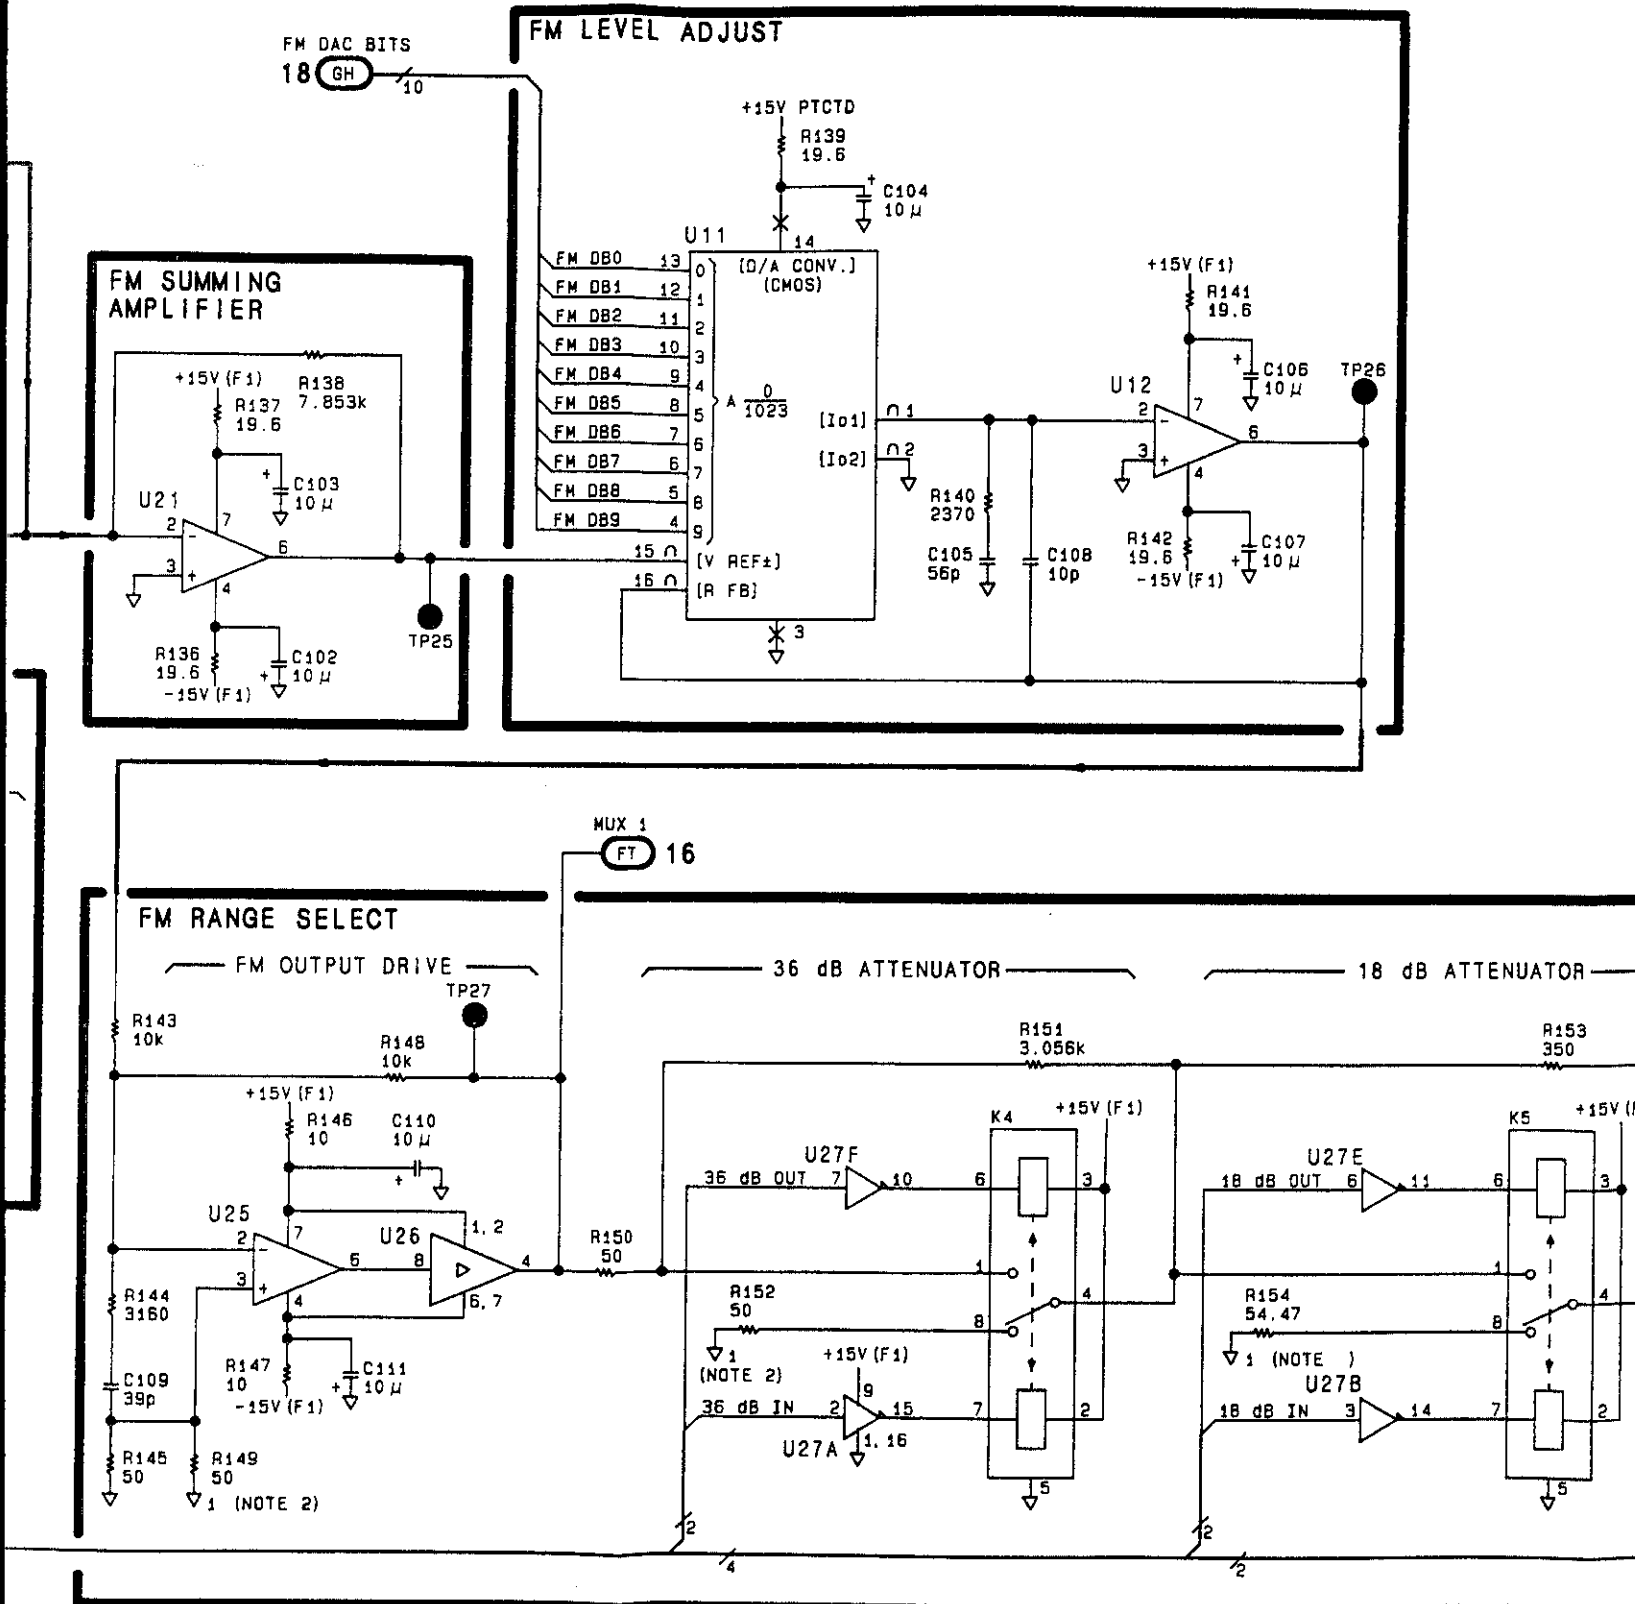 FM DAC BITS
18 GH
10
FM LEVEL ADJUST
+15V PTCTD
R139
19.6
+
C104
10 µ
U11
14
[D/A CONV.]
(CMOS)
FM DB0 13 0
FM DB1 12 1
FM DB2 11 2
FM DB3 10 3
FM DB4 9 4
FM DB5 8 5
FM DB6 7 6
FM DB7 6 7
FM DB8 5 8
FM DB9 4 9
A 0
1023
[Io1] 1
[Io2] 2
15 [V REF±]
16 [R FB]
3
R140
2370
C105
56p
C108
10p
+15V (F1)
R141
19.6
+
C106
10 µ
U12
2 -
3 +
7
6
4
TP26
R142
19.6
-15V (F1)
+
C107
10 µ
FM SUMMING
AMPLIFIER
+15V (F1)
R137
19.6
R138
7.853k
+
C103
10 µ
U21
2 -
3 +
7
6
4
TP25
R136
19.6
-15V (F1)
+
C102
10 µ
MUX 1
FT 16
FM RANGE SELECT
FM OUTPUT DRIVE
36 dB ATTENUATOR
18 dB ATTENUATOR
TP27
R143
10k
R148
10k
+15V (F1)
R146
10
C110
10 µ
+
U25
2 -
3 +
7
6
4
U26
8
1, 2
4
6, 7
R144
3160
C109
39p
R147
10
-15V (F1)
+
C111
10 µ
R145
50
R149
50
1 (NOTE 2)
R150
50
R151
3.056k
R153
350
K4
+15V (F1)
U27F
36 dB OUT 7 10 6 3
1
R152
50
8
4
1
(NOTE 2)
+15V (F1)
9
36 dB IN 2 15 7 2
U27A
1, 16
5
K5
+15V (
U27E
18 dB OUT 6 11 6 3
1
R154
54.47
8
4
1 (NOTE )
U27B
18 dB IN 3 14 7 2
5
2
4
2
2